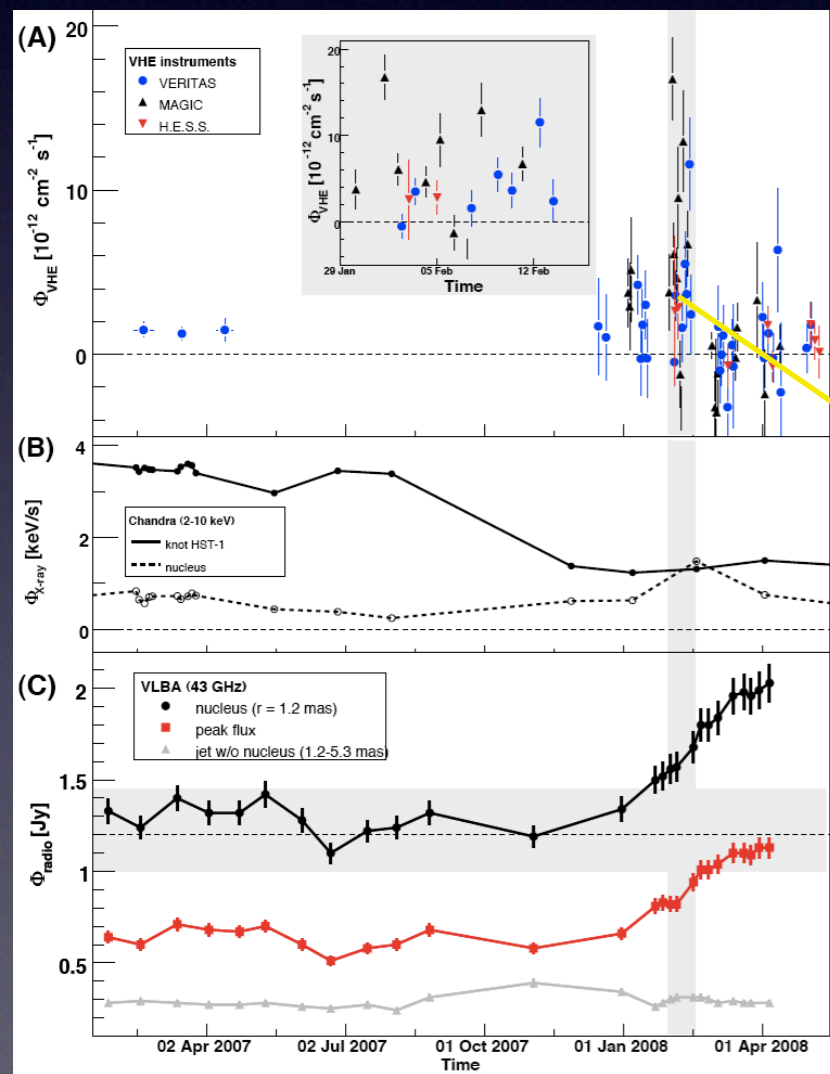 (A)
20
10
0
Φ_VHE [10⁻¹² cm⁻² s⁻¹]
VHE instruments
VERITAS
MAGIC
H.E.S.S.
20
10
0
Φ_VHE [10⁻¹² cm⁻² s⁻¹]
29 Jan
05 Feb
12 Feb
Time
(B)
4
2
0
Φ_X-ray [keV/s]
Chandra (2-10 keV)
knot HST-1
nucleus
(C)
2
1.5
1
0.5
Φ_radio [Jy]
VLBA (43 GHz)
nucleus (r = 1.2 mas)
peak flux
jet w/o nucleus (1.2-5.3 mas)
02 Apr 2007
02 Jul 2007
01 Oct 2007
01 Jan 2008
01 Apr 2008
Time